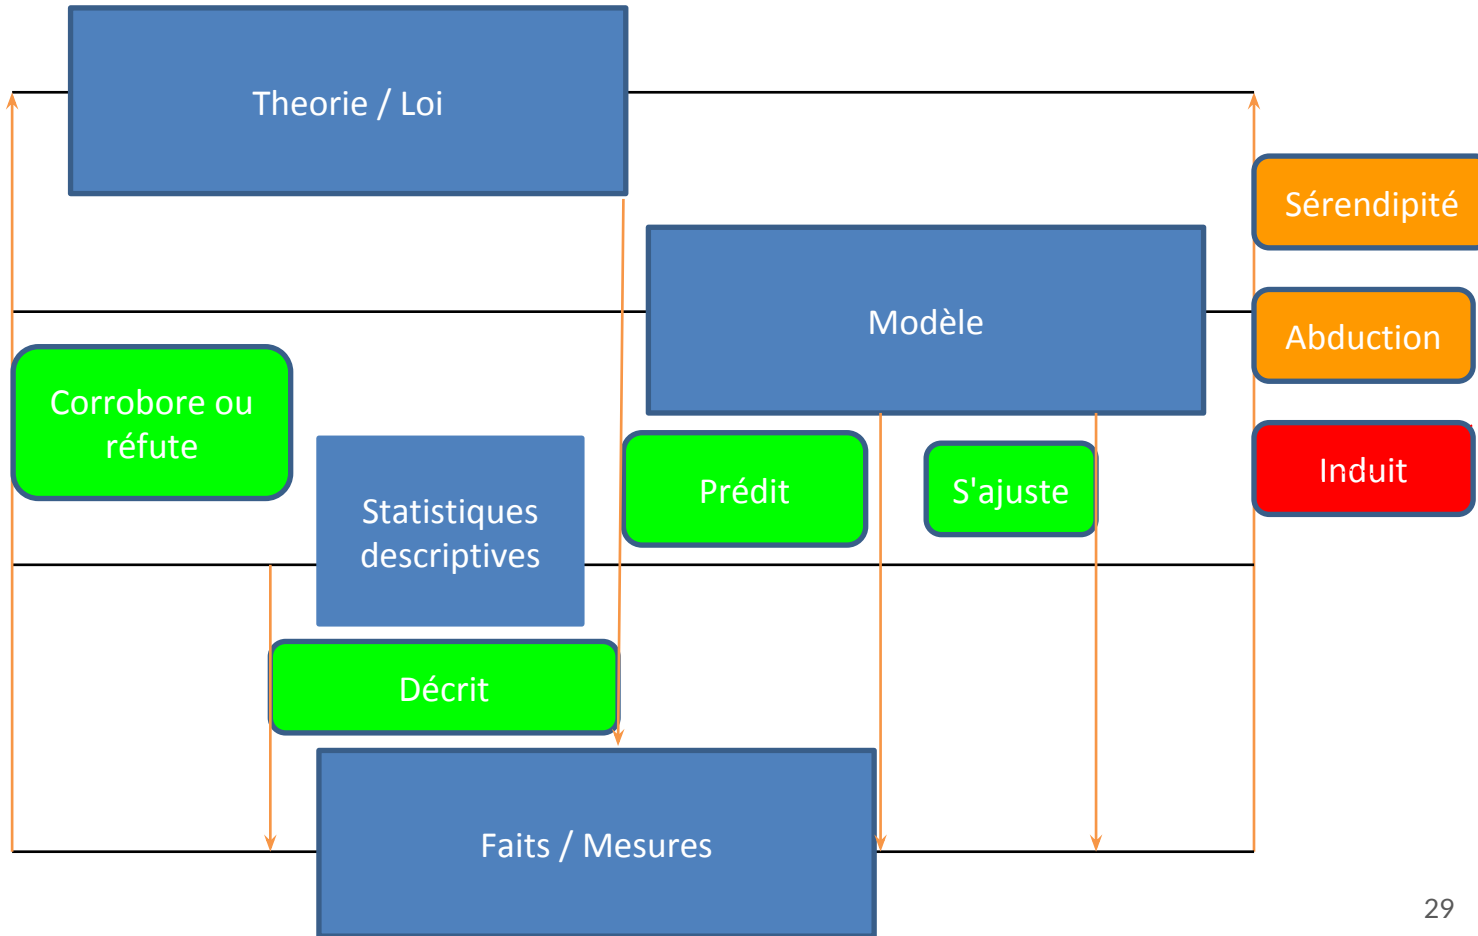 Theorie / Loi
Sérendipité
Modèle
Abduction
Corrobore ou
réfute
Prédit
S'ajuste
Induit
Statistiques
descriptives
Décrit
Faits / Mesures
29